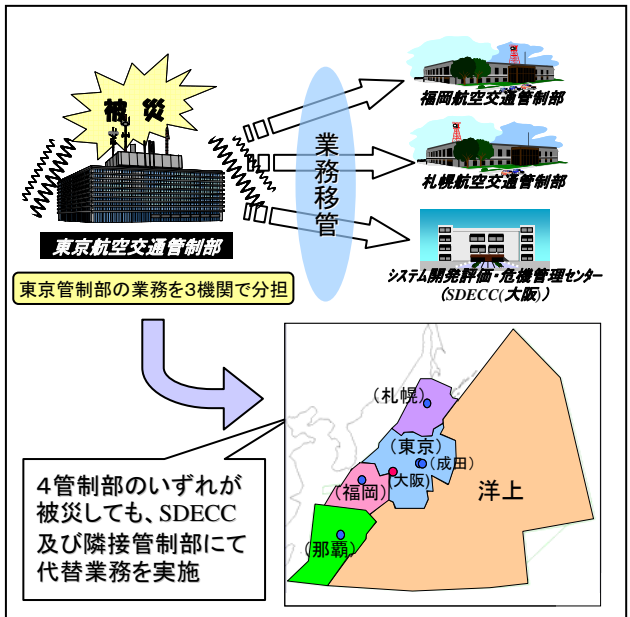 被災
業務移管
福岡航空交通管制部
札幌航空交通管制部
東京航空交通管制部
システム開発評価・危機管理センター
(SDECC(大阪))
東京管制部の業務を3機関で分担
(札幌)
(東京)
(成田)
(大阪)
(福岡)
(那覇)
洋上
4管制部のいずれが
被災しても、SDECC
及び隣接管制部にて
代替業務を実施